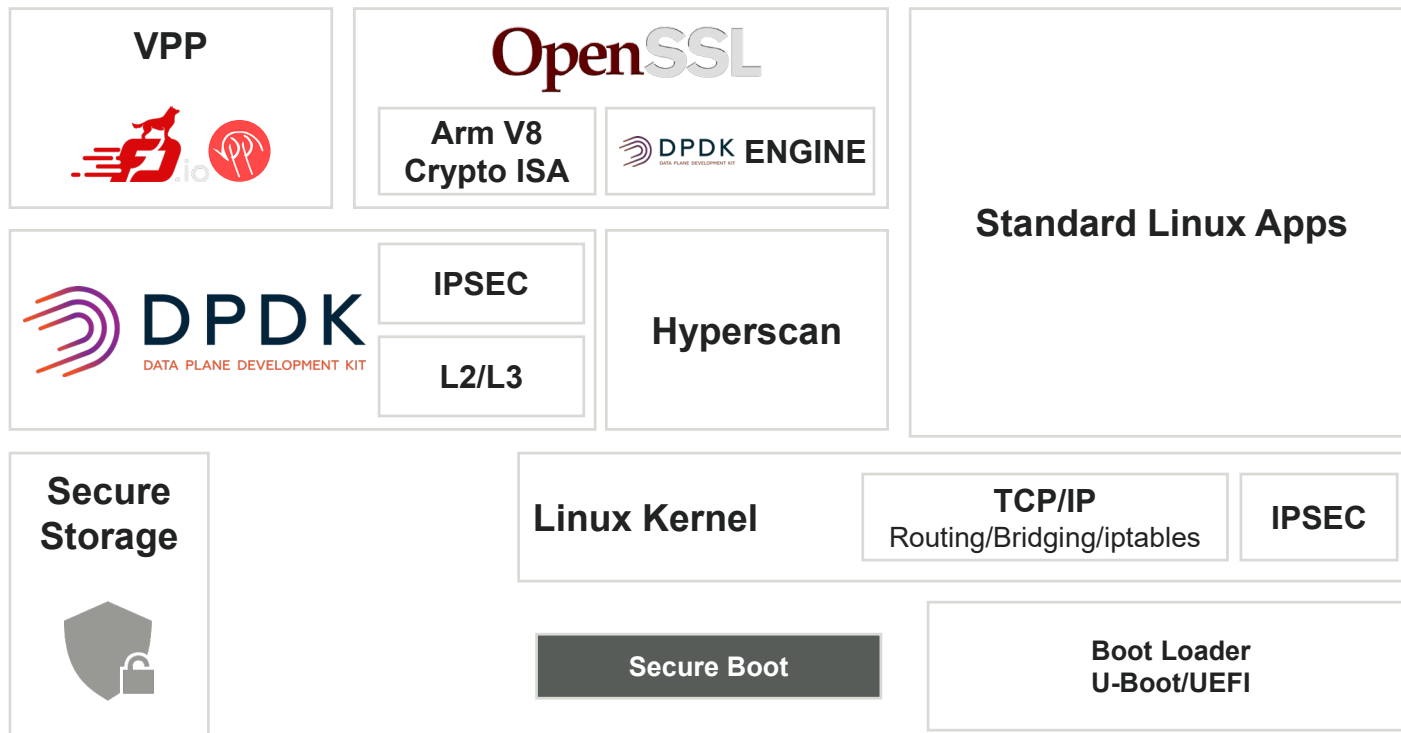 VPP
.io
vpp
OpenSSL
Arm V8
Crypto ISA
DPDK
DATA PLANE DEVELOPMENT KIT
ENGINE
Standard Linux Apps
DPDK
DATA PLANE DEVELOPMENT KIT
IPSEC
L2/L3
Hyperscan
Secure
Storage
Linux Kernel
TCP/IP
Routing/Bridging/iptables
IPSEC
Secure Boot
Boot Loader
U-Boot/UEFI